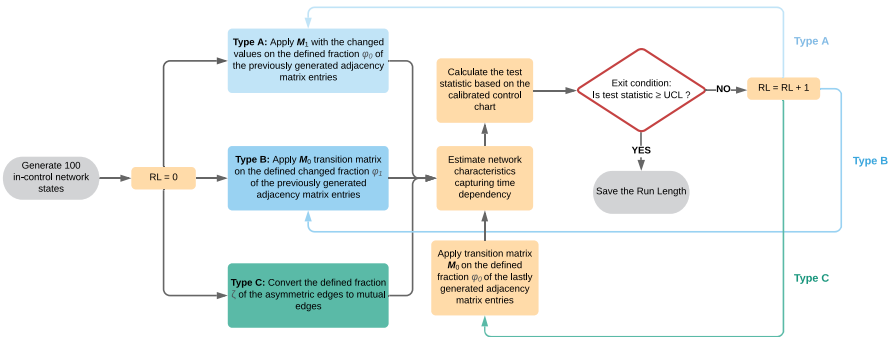 Generate 100
in-control network
states
RL = 0
Type A: Apply M₁ with the changed
values on the defined fraction φ₀ of
the previously generated adjacency
matrix entries
Type B: Apply M₀ transition matrix
on the defined changed fraction φ₁
of the previously generated
adjacency matrix entries
Type C: Convert the defined fraction
ζ of the asymmetric edges to mutual
edges
Calculate the test
statistic based on the
calibrated control
chart
Estimate network
characteristics
capturing time
dependency
Apply transition matrix
M₀ on the defined
fraction φ₀ of the lastly
generated adjacency
matrix entries
Exit condition:
Is test statistic ≥ UCL ?
YES
Save the Run Length
NO
RL = RL + 1
Type A
Type B
Type C